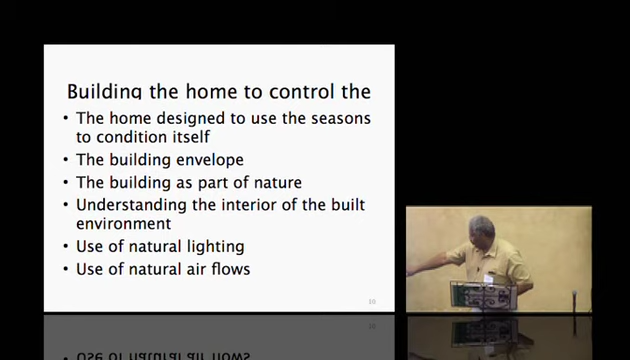 Building the home to control the
• The home designed to use the seasons
to condition itself
• The building envelope
• The building as part of nature
• Understanding the interior of the built
environment
• Use of natural lighting
• Use of natural air flows
10